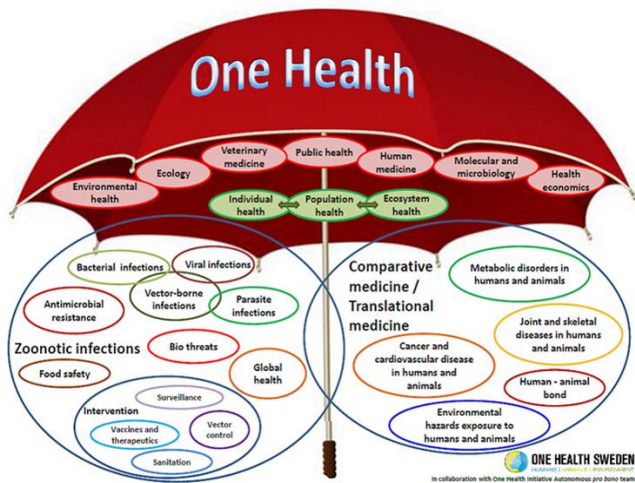 One Health
Environmental
health
Ecology
Veterinary
medicine
Public health
Human
medicine
Molecular and
microbiology
Health
economics
Individual
health
Population
health
Ecosystem
health
Bacterial infections
Viral infections
Vector-borne
infections
Parasite
infections
Antimicrobial
resistance
Zoonotic infections
Bio threats
Food safety
Global
health
Intervention
Surveillance
Vaccines and
therapeutics
Vector
control
Sanitation
Comparative
medicine /
Translational
medicine
Metabolic disorders in
humans and animals
Joint and skeletal
diseases in humans
and animals
Cancer and
cardiovascular disease
in humans and
animals
Human - animal
bond
Environmental
hazards exposure to
humans and animals
ONE HEALTH SWEDEN
HUMANS | ANIMALS | ENVIRONMENT
In collaboration with One Health Initiative Autonomous pro bono team